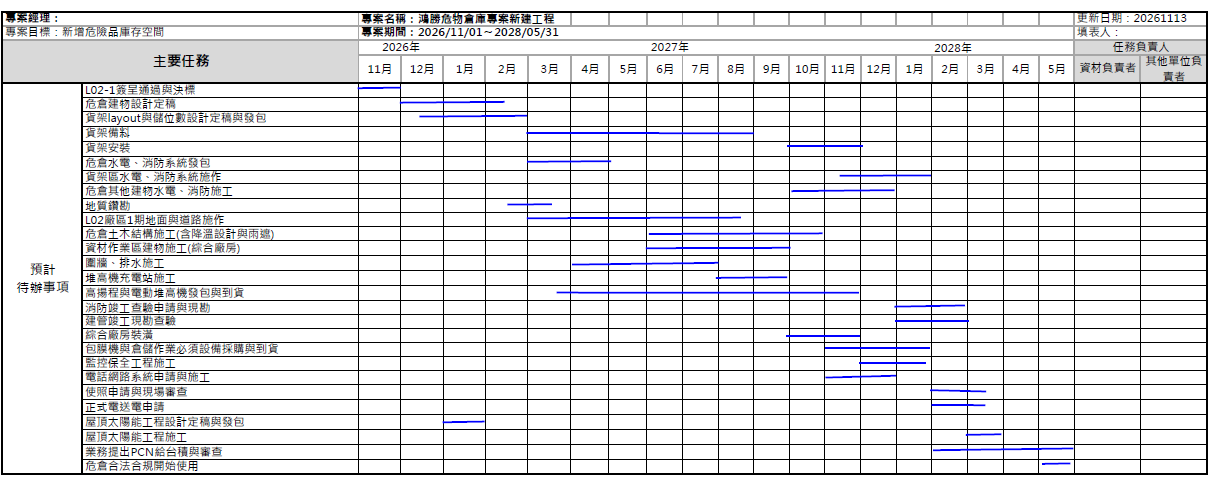 專案經理：
專案名稱：鴻勝危物倉庫專案新建工程
更新日期：20261113
專案目標：新增危險品庫存空間
專案期間：2026/11/01～2028/05/31
填表人：
主要任務
2026年
2027年
2028年
任務負責人
11月 12月 1月 2月 3月 4月 5月 6月 7月 8月 9月 10月 11月 12月 1月 2月 3月 4月 5月
資材負責者
其他單位負
責者
預計
待辦事項
L02-1簽呈通過與決標
危倉建物設計定稿
貨架layout與儲位數設計定稿與發包
貨架備料
貨架安裝
危倉水電、消防系統發包
貨架區水電、消防系統施作
危倉其他建物水電、消防施工
地質鑽勘
L02廠區1期地面與道路施作
危倉土木結構施工(含降溫設計與雨遮)
資材作業區建物施工(綜合廠房)
圍牆、排水施工
堆高機充電站施工
高揚程與電動堆高機發包與到貨
消防竣工查驗申請與現勘
建管竣工現勘查驗
綜合廠房裝潢
包膜機與倉儲作業必須設備採購與到貨
監控保全工程施工
電話網路系統申請與施工
使照申請與現場審查
正式電送電申請
屋頂太陽能工程設計定稿與發包
屋頂太陽能工程施工
業務提出PCN給台積與審查
危倉合法合規開始使用